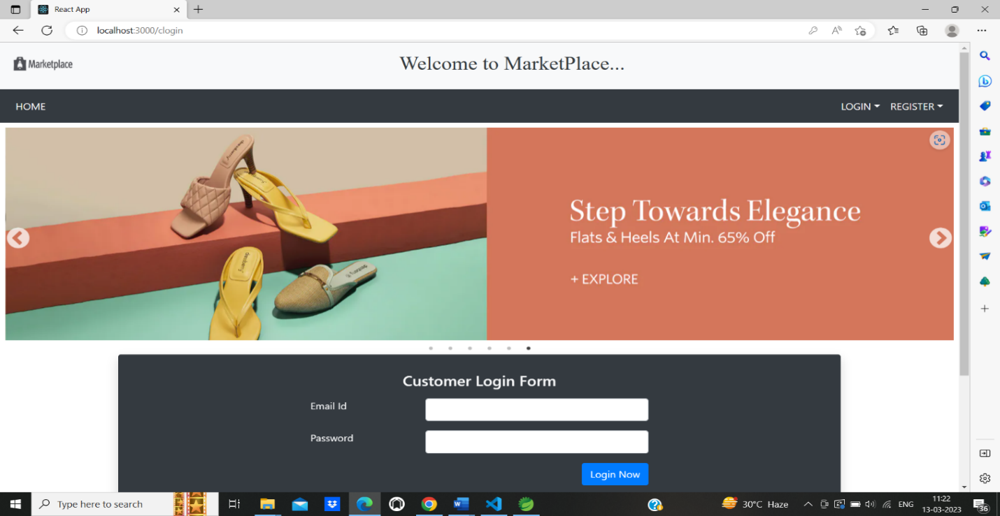 React App
localhost:3000/clogin
Marketplace
Welcome to MarketPlace...
HOME
LOGIN
REGISTER
Step Towards Elegance
Flats & Heels At Min. 65% Off
+ EXPLORE
Customer Login Form
Email Id
Password
Login Now
Type here to search
30°C Haze
ENG
11:22
13-03-2023
36